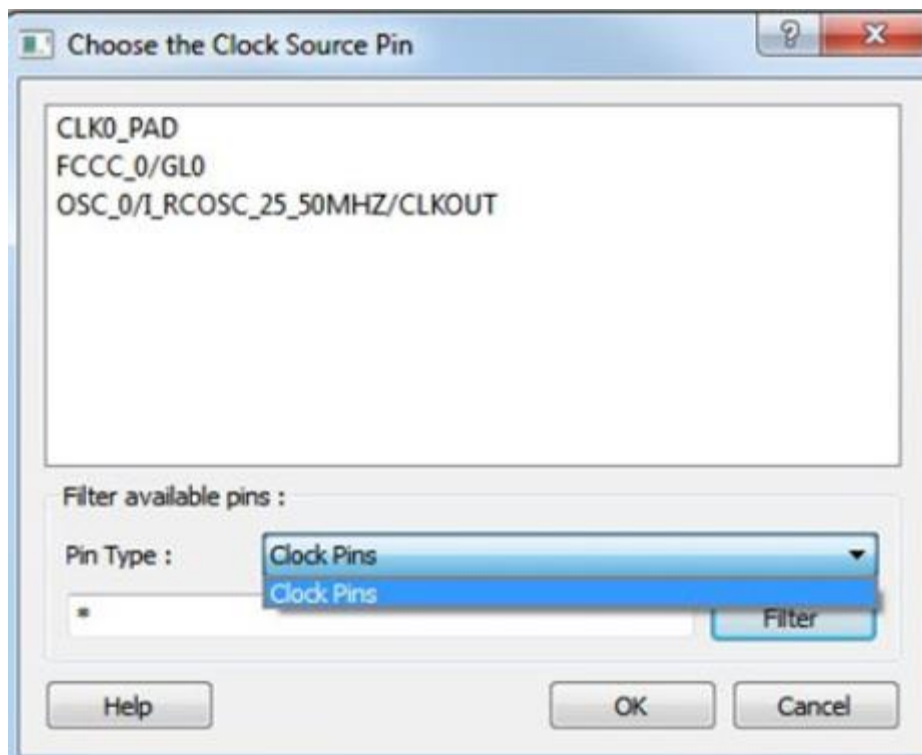 Choose the Clock Source Pin
CLK0_PAD
FCCC_0/GL0
OSC_0/I_RCOSC_25_50MHZ/CLKOUT
Filter available pins :
Pin Type :
Clock Pins
Clock Pins
*
Filter
Help
OK
Cancel